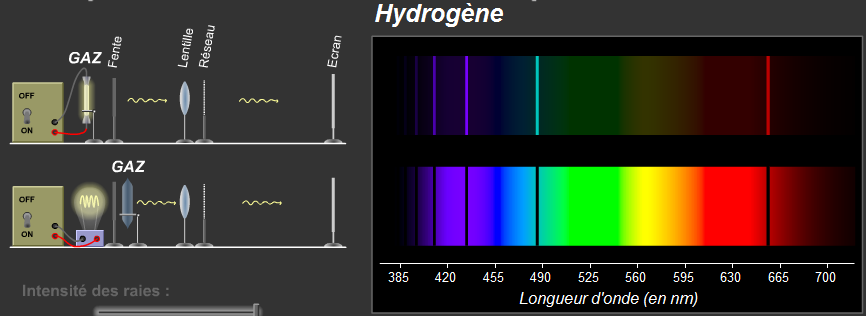 Hydrogène
GAZ
Fente
Lentille
Réseau
Ecran
OFF
ON
GAZ
OFF
ON
385 420 455 490 525 560 595 630 665 700
Longueur d'onde (en nm)
Intensité des raies :